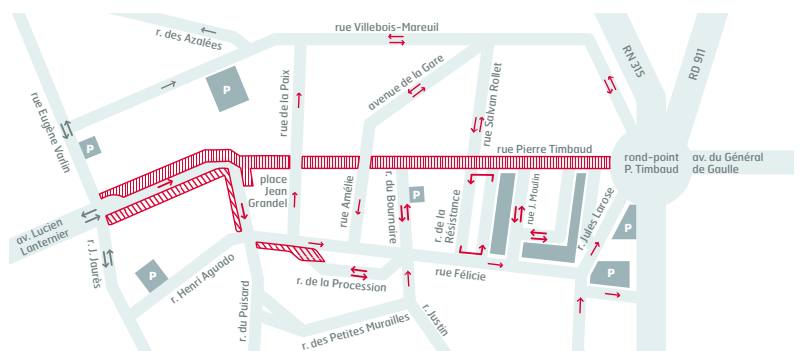 rue Villebois-Mareuil
r. des Azalées
RN 315
RD 911
avenue de la Gare
P
rue de la Paix
rue Eugène Varlin
rue Salvan Rollet
P
rue Pierre Timbaud
rond-point
P. Timbaud
av. du Général
de Gaulle
place
Jean
Grandel
rue Amélie
r. du Bournaire
P
r. de la
Résistance
rue J. Moulin
r. Jules Larose
P
av. Lucien
Lanternier
r. J. Jaurès
P
r. Henri Aguado
r. de la Procession
rue Félicie
P
r. du Puisard
r. des Petites Murailles
r. Justin